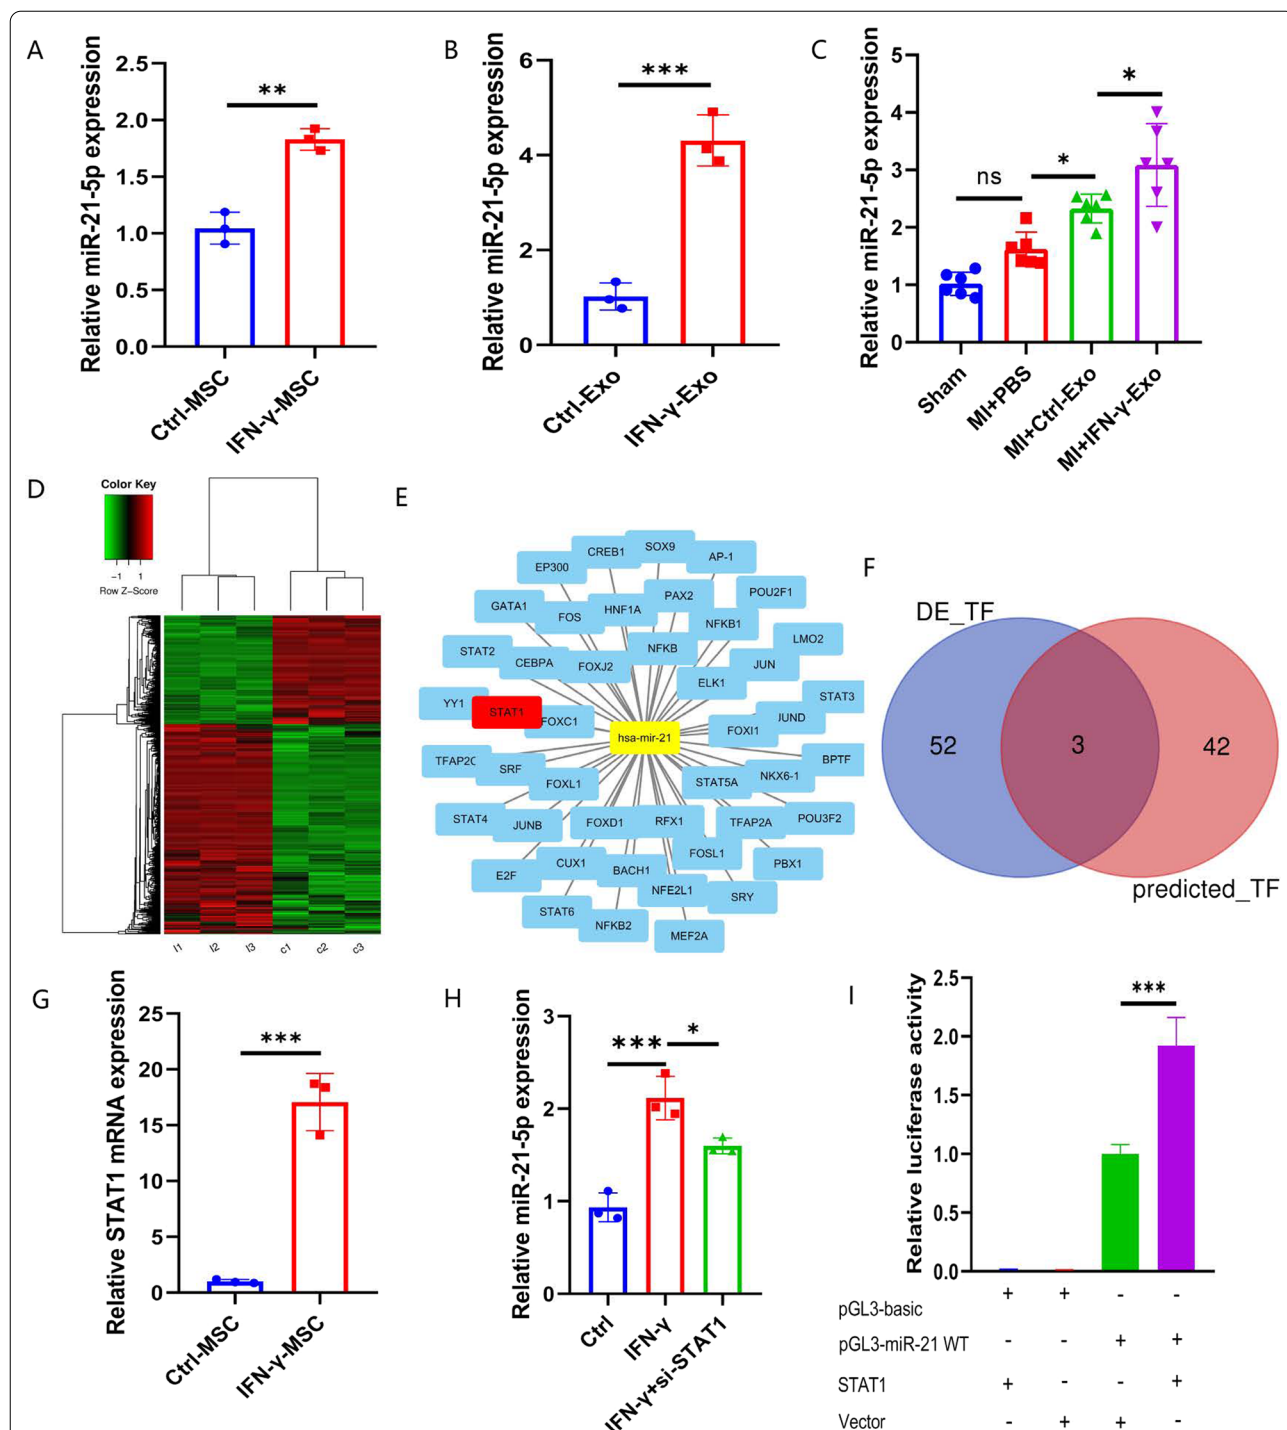 A
Relative miR-21-5p expression
2.5
2.0
1.5
1.0
0.5
0.0
**
Ctrl-MSC
IFN-γ-MSC
B
Relative miR-21-5p expression
6
4
2
0
***
Ctrl-Exo
IFN-γ-Exo
C
Relative miR-21-5p expression
5
4
3
2
1
0
ns
*
*
Sham
MI+PBS
MI+Ctrl-Exo
MI+IFN-γ-Exo
D
Color Key
-1 1
Row Z-Score
I1 I2 I3 c1 c2 c3
E
SOX9
CREB1
AP-1
EP300
PAX2
POU2F1
GATA1
HNF1A
FOS
NFKB1
LMO2
STAT2
NFKB
CEBPA
FOXJ2
JUN
ELK1
STAT3
YY1
STAT1
FOXC1
JUND
FOXI1
hsa-mir-21
BPTF
TFAP2C
SRF
NKX6-1
STAT5A
FOXL1
STAT4
JUNB
FOXD1
RFX1
TFAP2A
POU3F2
FOSL1
CUX1
PBX1
E2F
BACH1
NFE2L1
SRY
STAT6
NFKB2
MEF2A
F
DE_TF
52
3
42
predicted_TF
G
Relative STAT1 mRNA expression
25
20
15
10
5
0
***
Ctrl-MSC
IFN-γ-MSC
H
Relative miR-21-5p expression
3
2
1
0
***
*
Ctrl
IFN-γ
IFN-γ+si-STAT1
I
Relative luciferase activity
2.5
2.0
1.5
1.0
0.5
0.0
***
pGL3-basic + + - -
pGL3-miR-21 WT - - + +
STAT1 + - - +
Vector - + + -